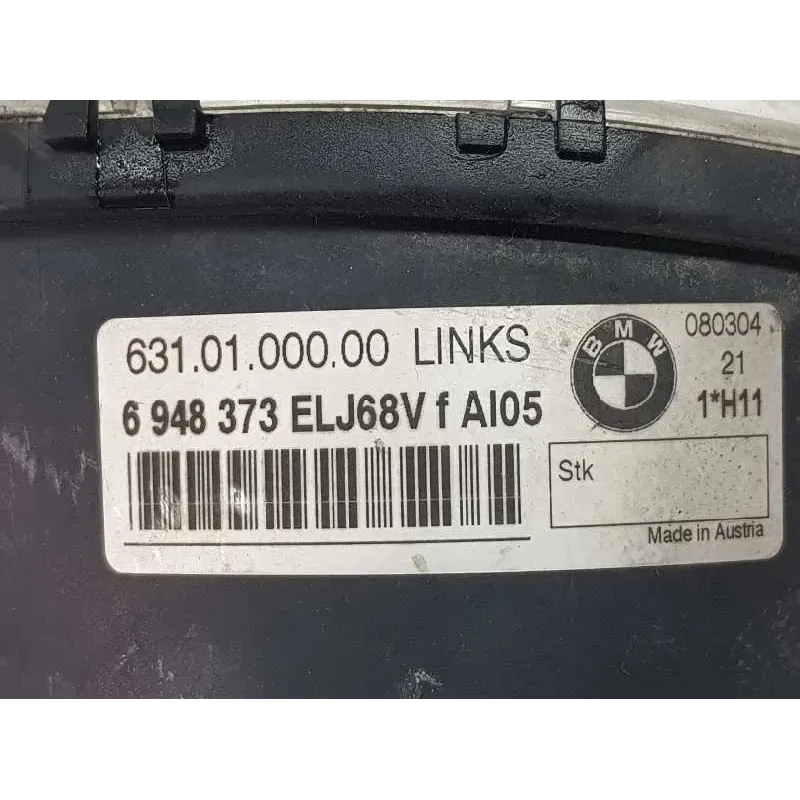 631.01.000.00 LINKS
6 948 373 ELJ68V f AI05
BMW
080304
21
1*H11
Stk
Made in Austria